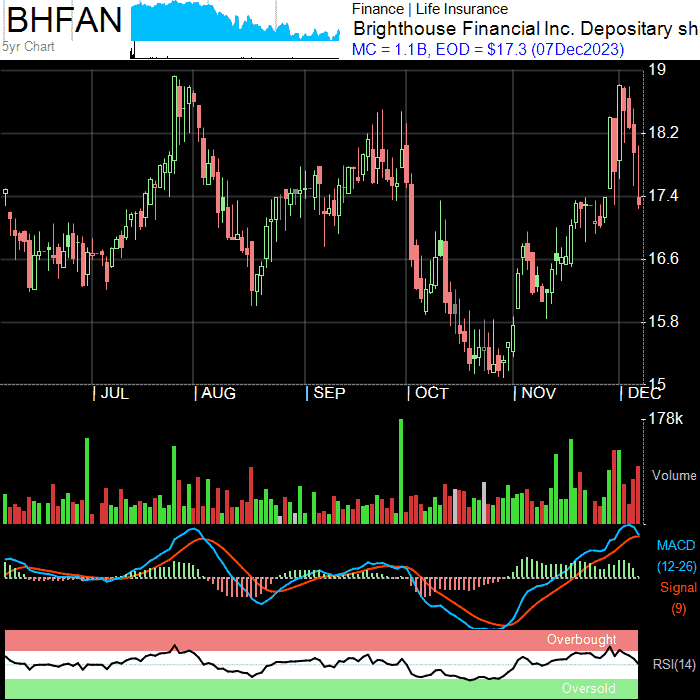 BHFAN
5yr Chart
Finance | Life Insurance
Brighthouse Financial Inc. Depositary sh
MC = 1.1B, EOD = $17.3 (07Dec2023)
19
18.2
17.4
16.6
15.8
15
| JUL | AUG | SEP | OCT | NOV | DEC
178k
Volume
MACD
(12-26)
Signal
(9)
Overbought
RSI(14)
Oversold